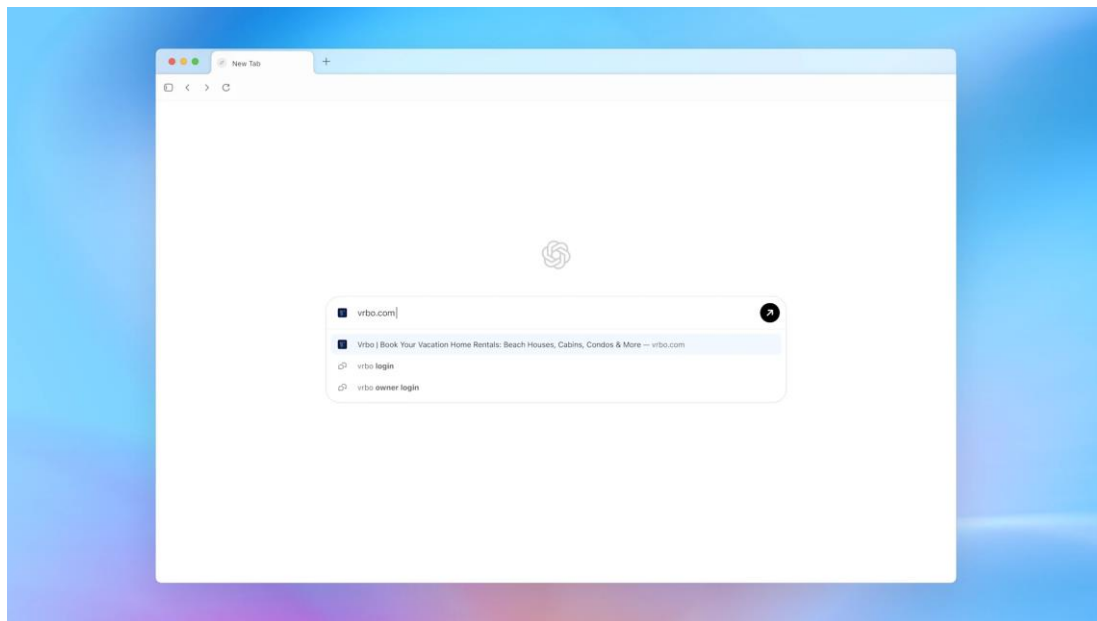 New Tab
vrbo.com
Vrbo | Book Your Vacation Home Rentals: Beach Houses, Cabins, Condos & More — vrbo.com
vrbo login
vrbo owner login